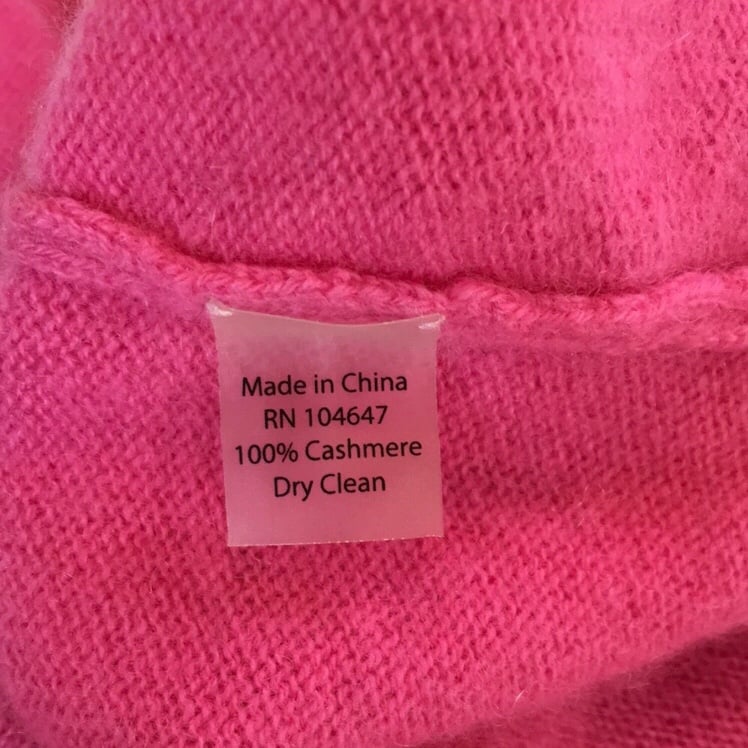 Made in China
RN 104647
100% Cashmere
Dry Clean